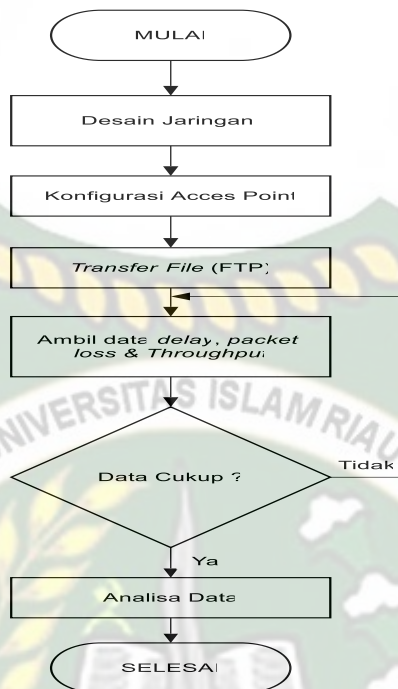 MULAI
Desain Jaringan
Konfigurasi Acces Point
Transfer File (FTP)
Ambil data delay, packet
loss & Throughput
UNIVERSITAS ISLAM RIAU
Data Cukup ?
Tidak
Ya
Analisa Data
SELESAI